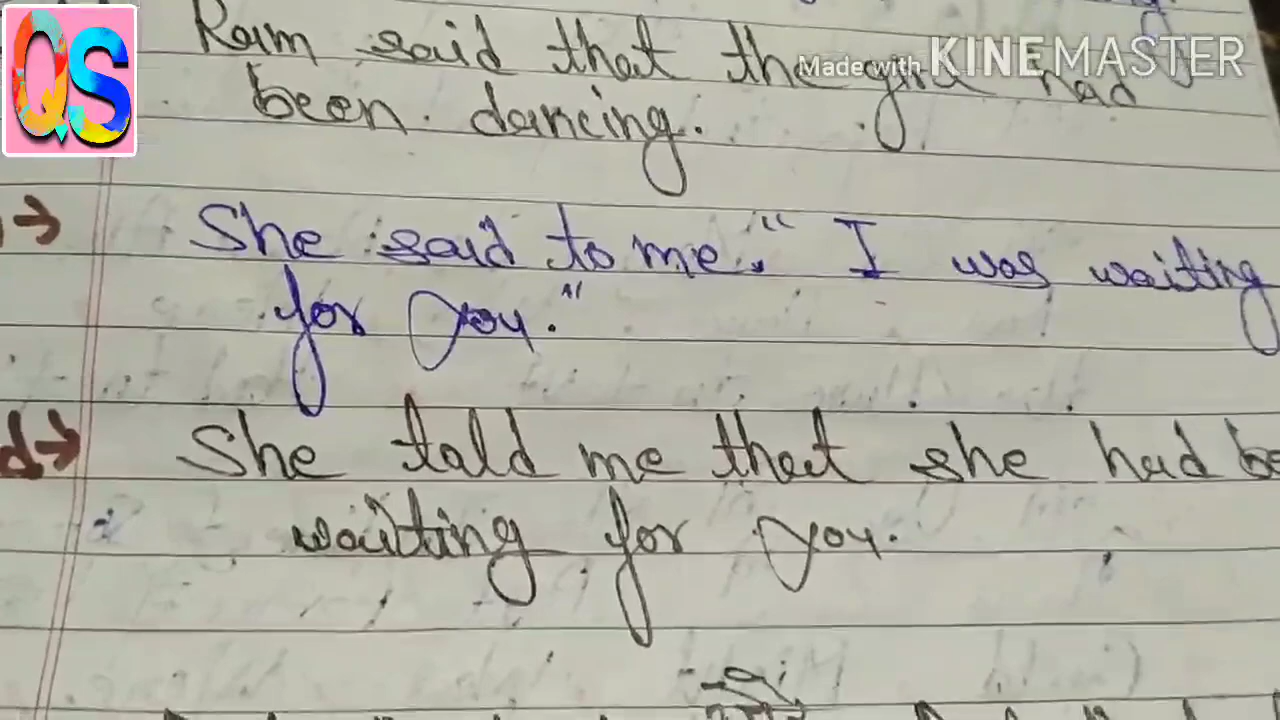 QS
Made with KINEMASTER
Ram said that the girl had
been dancing.
She said to me, " I was waiting
for you."
She told me that she had be
waiting for you.